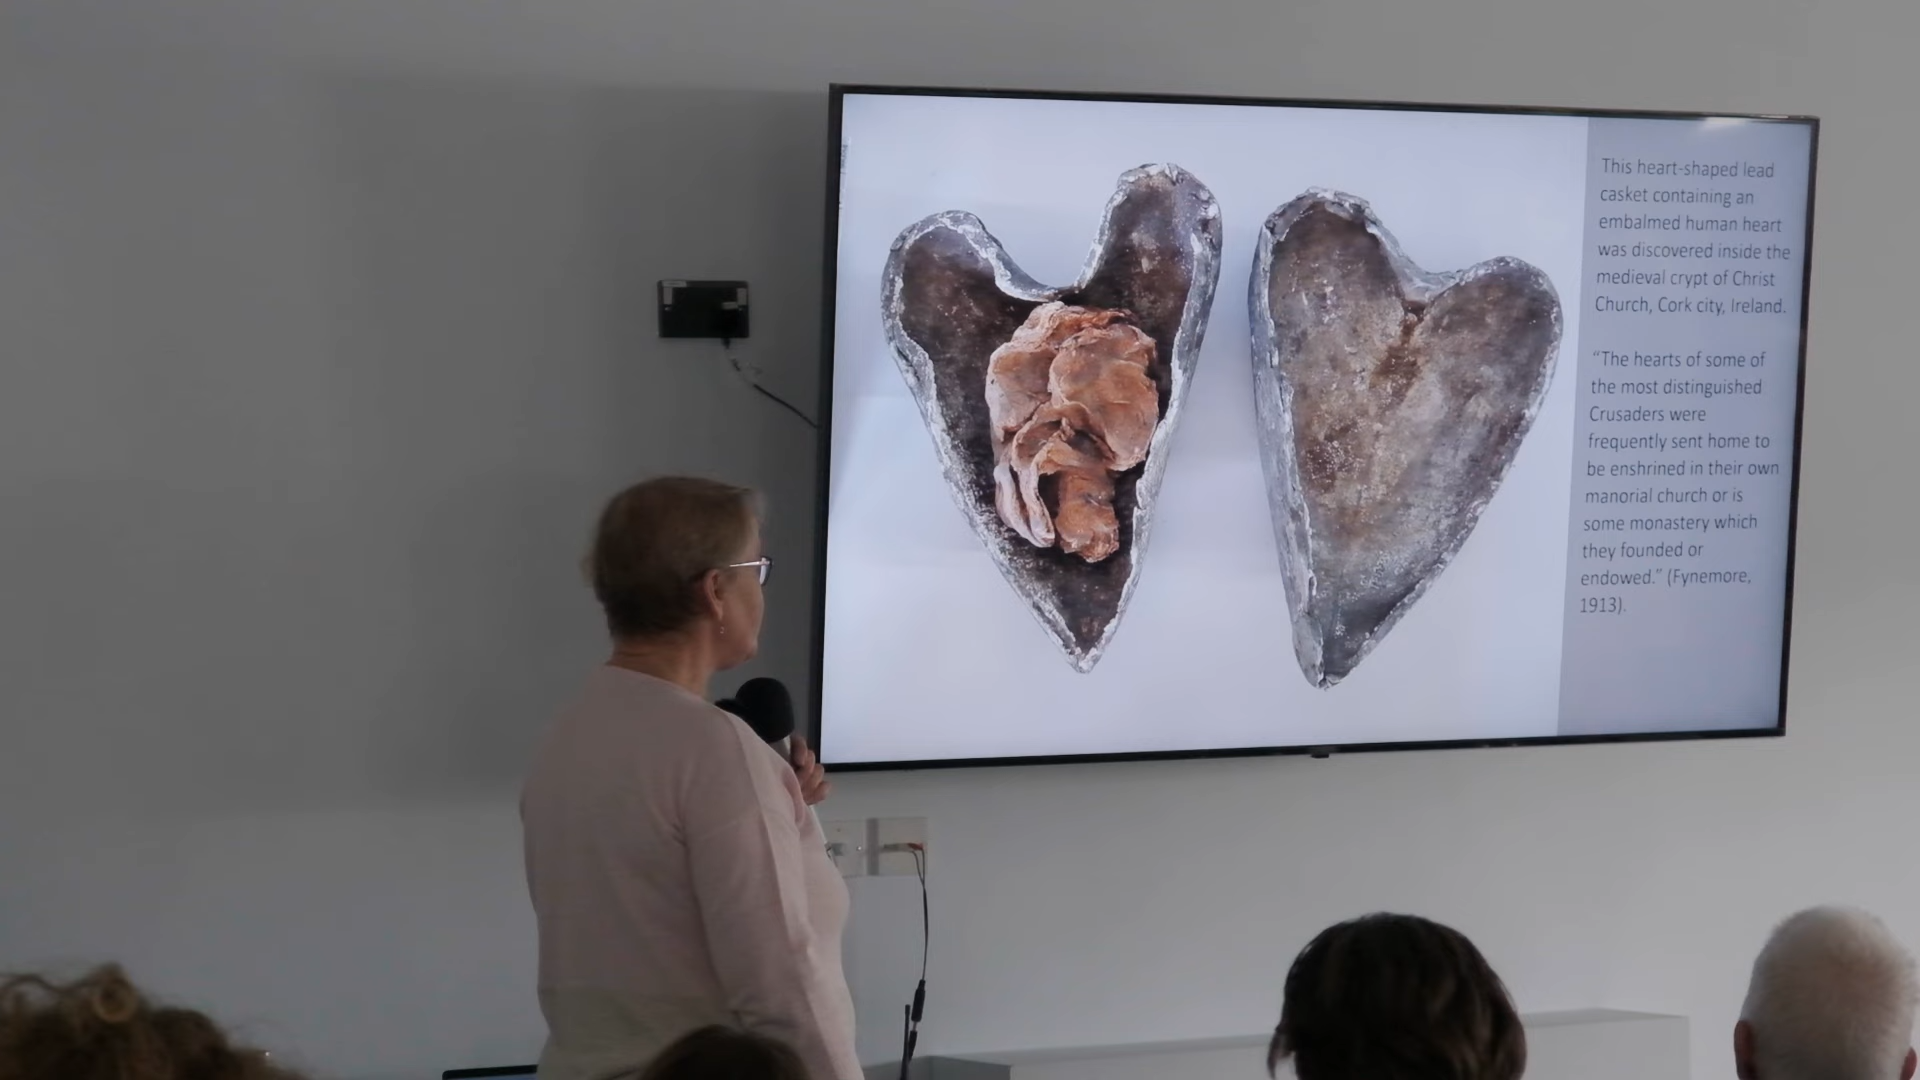 This heart-shaped lead
casket containing an
embalmed human heart
was discovered inside the
medieval crypt of Christ
Church, Cork city, Ireland.
“The hearts of some of
the most distinguished
Crusaders were
frequently sent home to
be enshrined in their own
manorial church or is
some monastery which
they founded or
endowed.” (Fynemore,
1913).